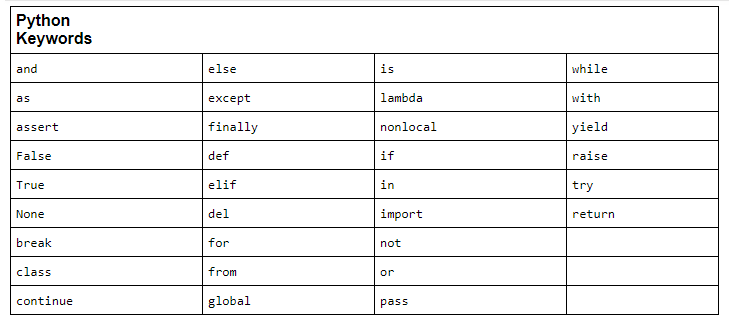 Python
Keywords
and else is while
as except lambda with
assert finally nonlocal yield
False def if raise
True elif in try
None del import return
break for not
class from or
continue global pass